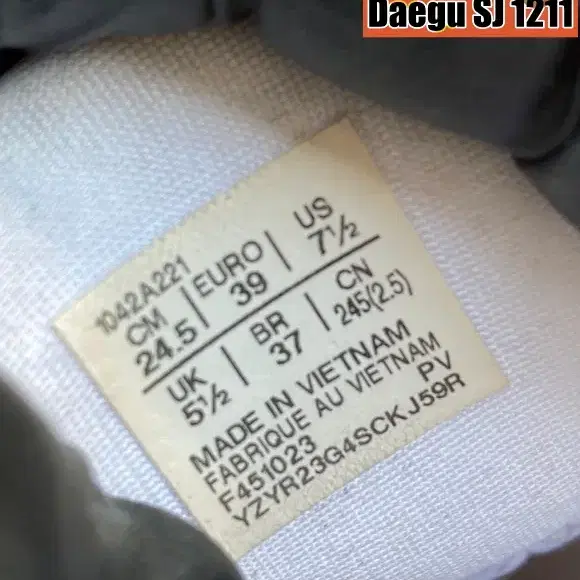 Daegu SJ 1211
1042A221
CM | EURO | US
24.5 | 39 | 7½
UK | BR | CN
5½ | 37 | 245(2.5)
MADE IN VIETNAM
FABRIQUE AU VIETNAM
F451023 PV
YZYR23G4SCKJ59R